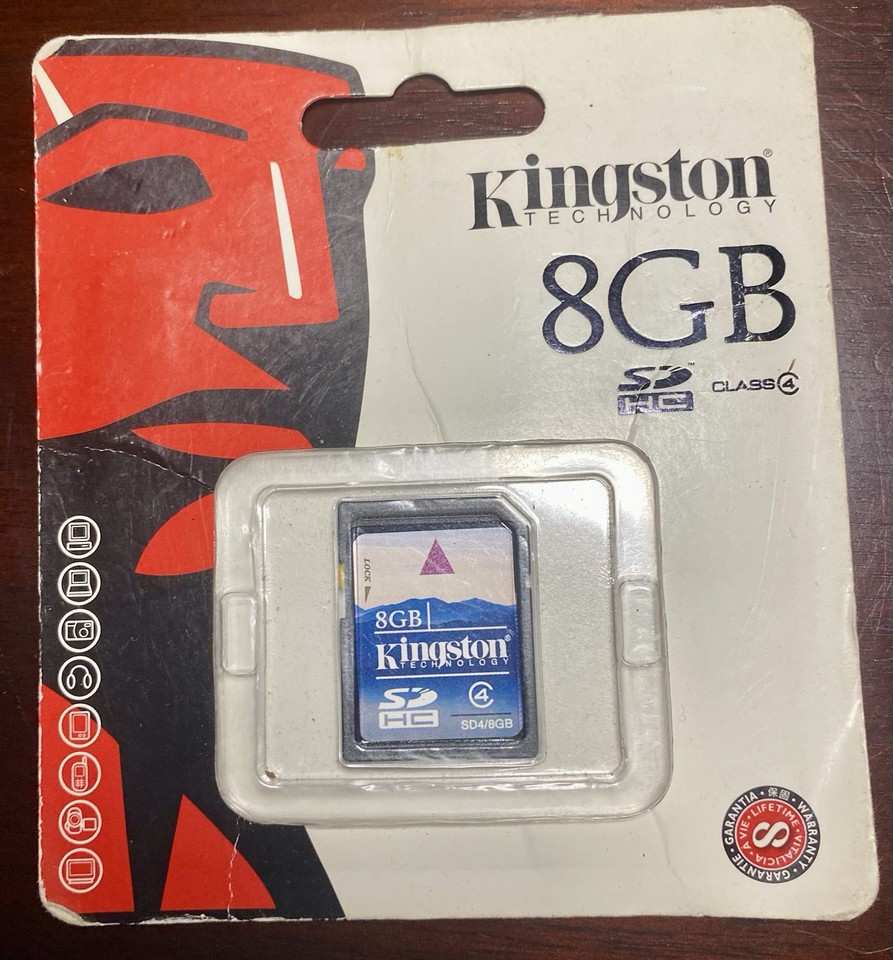 Kingston®
TECHNOLOGY
8GB
SD™
HC
CLASS 4
LOCK
8GB
Kingston®
TECHNOLOGY
SD
HC
4
SD4/8GB
GARANTIA · 保固 · WARRANTY · GARANTIE ·
A VIE · LIFETIME · VITALICIA ·